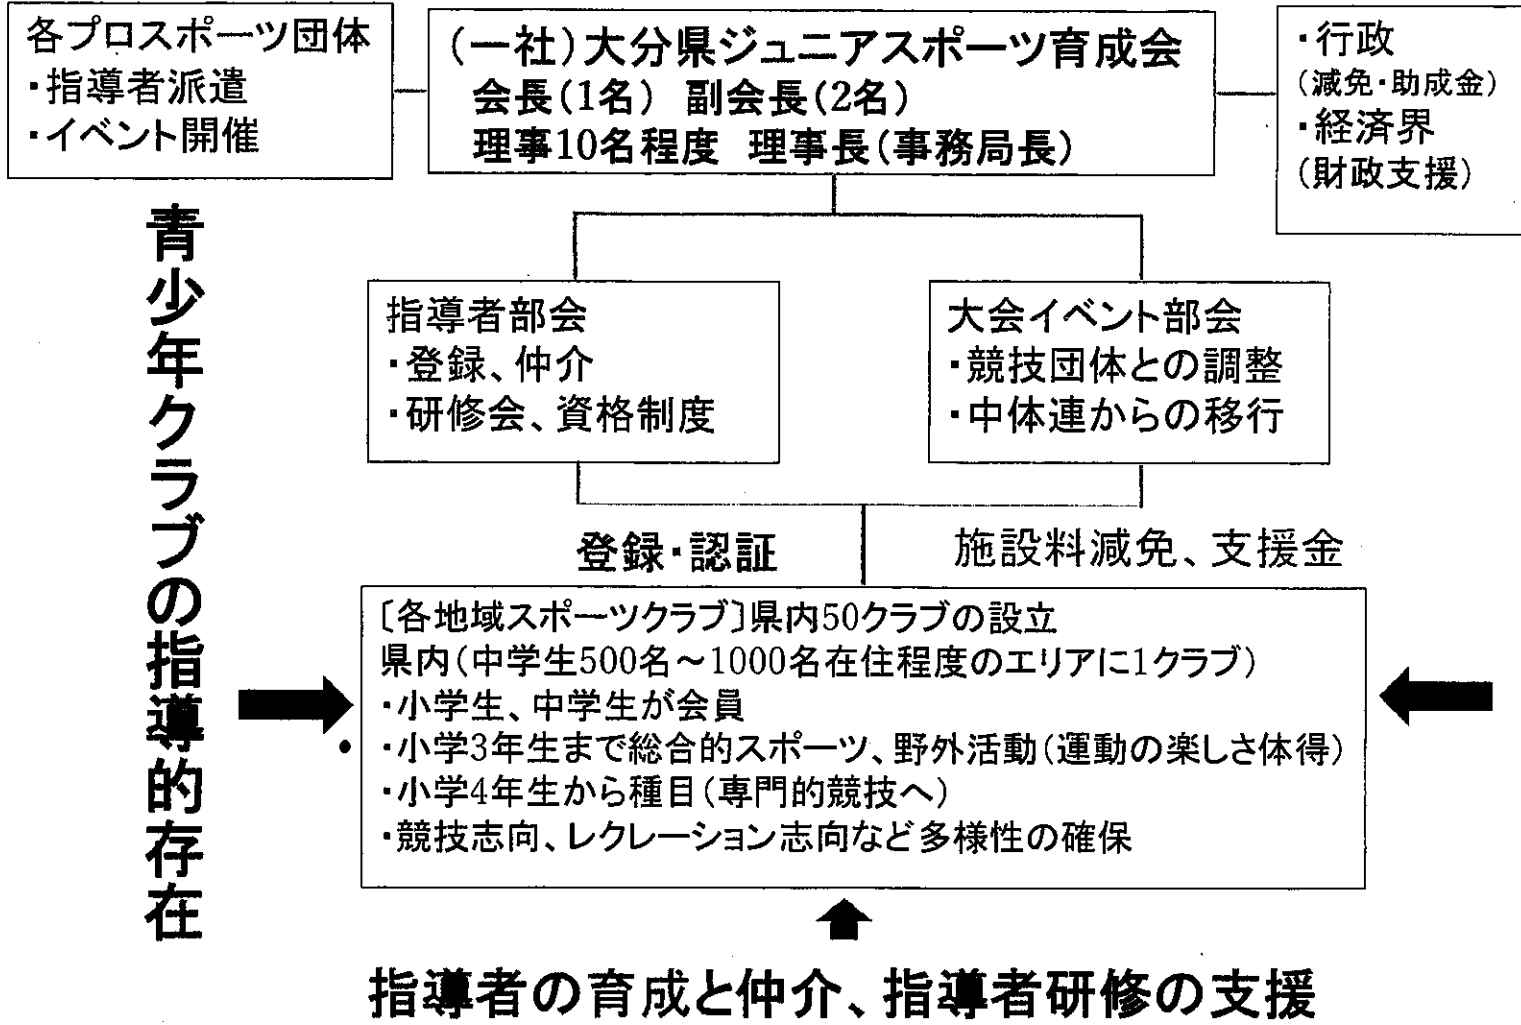 各プロスポーツ団体
・指導者派遣
・イベント開催
(一社)大分県ジュニアスポーツ育成会
会長(1名) 副会長(2名)
理事10名程度 理事長(事務局長)
・行政
(減免・助成金)
・経済界
(財政支援)
青少年クラブの指導的存在
指導者部会
・登録、仲介
・研修会、資格制度
大会イベント部会
・競技団体との調整
・中体連からの移行
登録・認証
施設料減免、支援金
〔各地域スポーツクラブ〕県内50クラブの設立
県内(中学生500名～1000名在住程度のエリアに1クラブ)
・小学生、中学生が会員
・小学3年生まで総合的スポーツ、野外活動(運動の楽しさ体得)
・小学4年生から種目(専門的競技へ)
・競技志向、レクレーション志向など多様性の確保
指導者の育成と仲介、指導者研修の支援